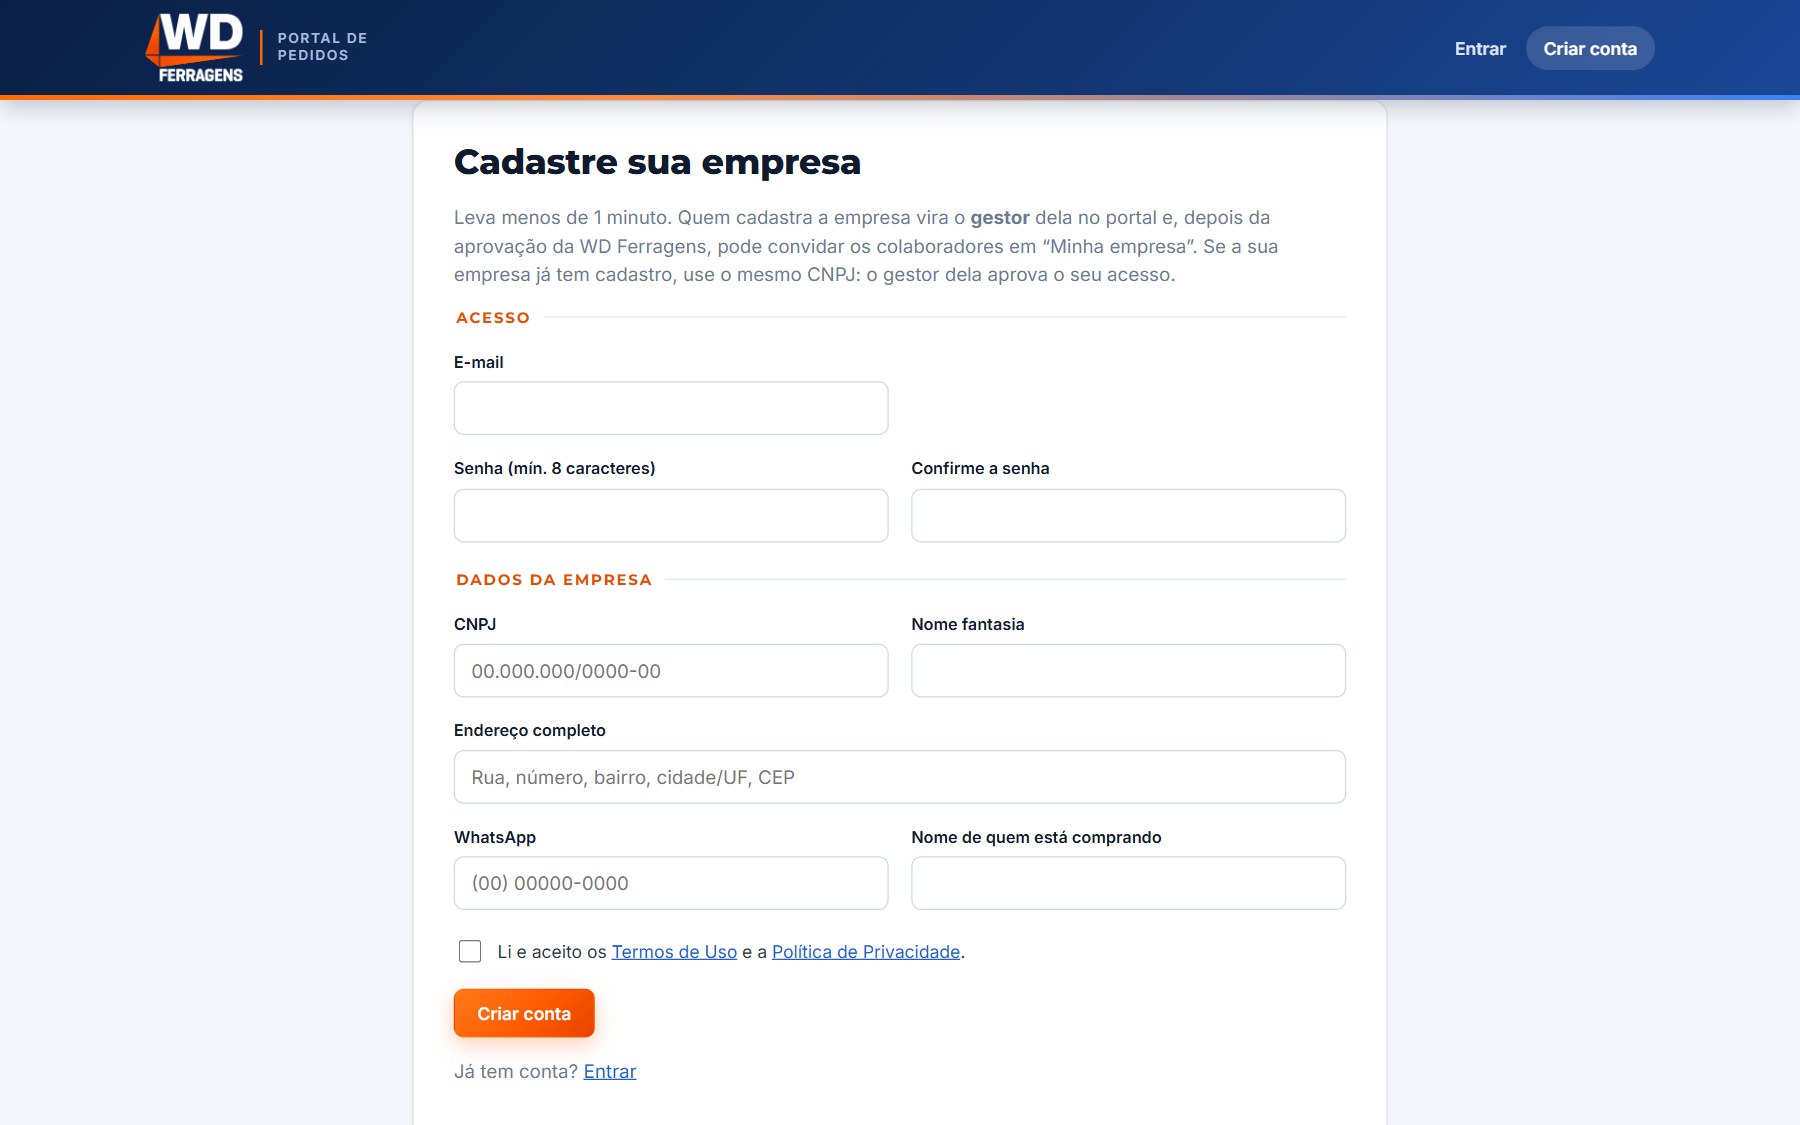 WD
FERRAGENS
PORTAL DE
PEDIDOS
Entrar
Criar conta
Cadastre sua empresa
Leva menos de 1 minuto. Quem cadastra a empresa vira o gestor dela no portal e, depois da
aprovação da WD Ferragens, pode convidar os colaboradores em “Minha empresa”. Se a sua
empresa já tem cadastro, use o mesmo CNPJ: o gestor dela aprova o seu acesso.
ACESSO
E-mail
Senha (mín. 8 caracteres)
Confirme a senha
DADOS DA EMPRESA
CNPJ
Nome fantasia
00.000.000/0000-00
Endereço completo
Rua, número, bairro, cidade/UF, CEP
WhatsApp
Nome de quem está comprando
(00) 00000-0000
Li e aceito os Termos de Uso e a Política de Privacidade.
Criar conta
Já tem conta? Entrar